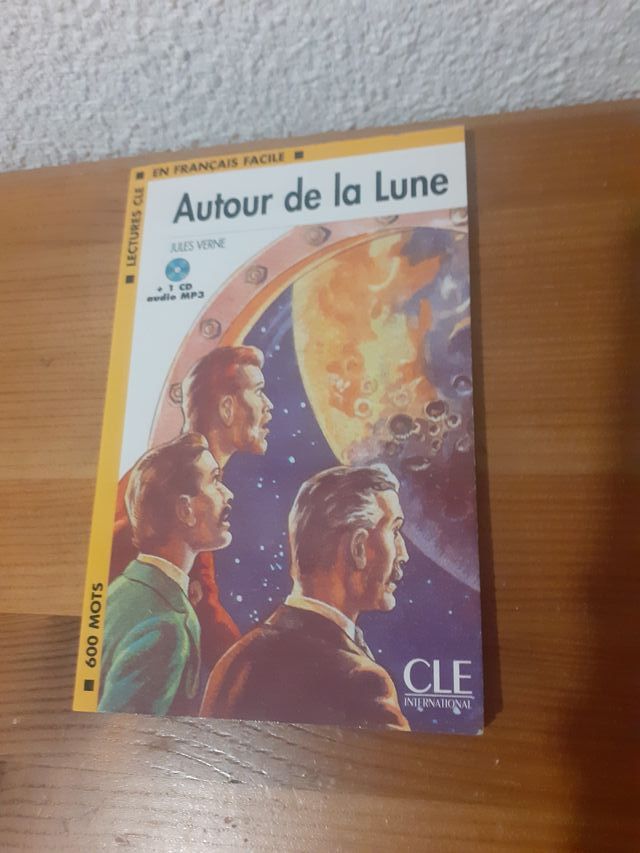 LECTURES CLE ■ EN FRANÇAIS FACILE ■
Autour de la Lune
JULES VERNE
+ 1 CD
audio MP3
600 MOTS
CLE
INTERNATIONAL